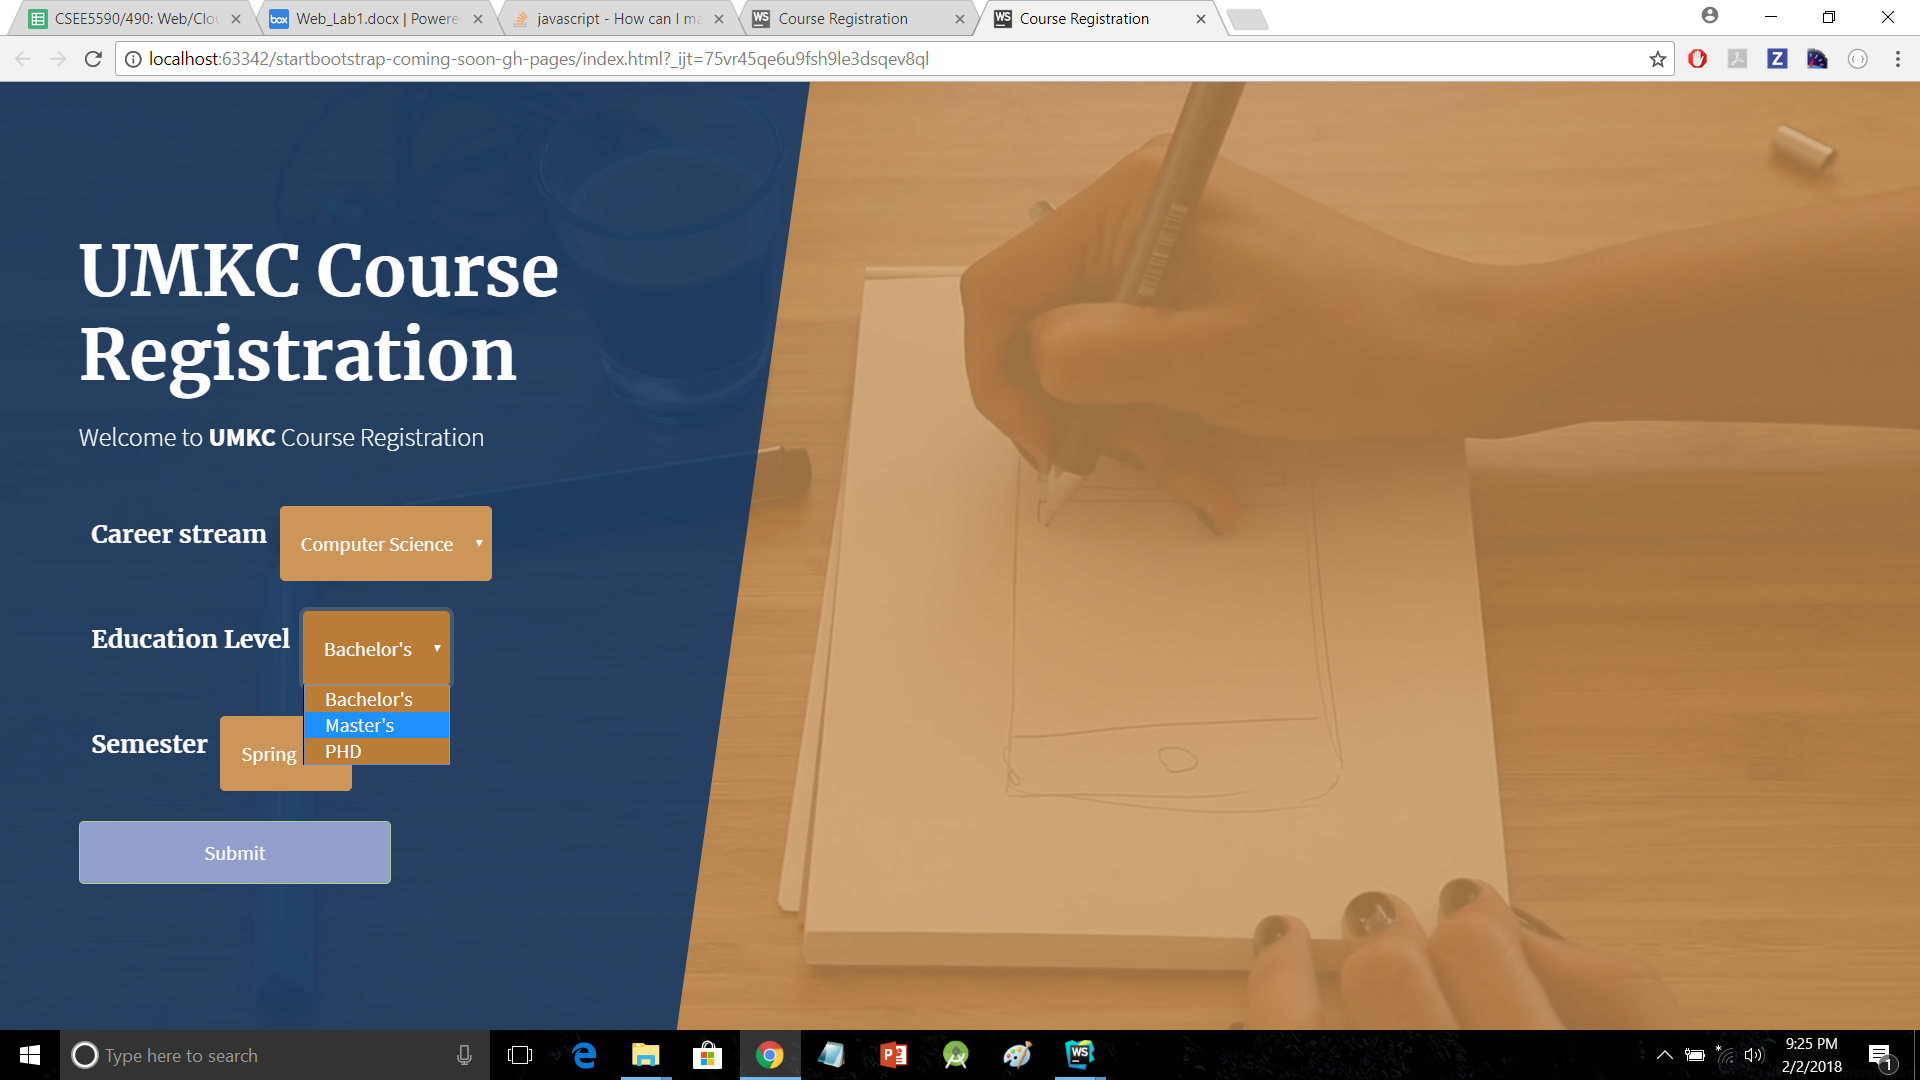 CSEE5590/490: Web/Clou
Web_Lab1.docx | Powere
javascript - How can I ma
Course Registration
Course Registration
localhost:63342/startbootstrap-coming-soon-gh-pages/index.html?_ijt=75vr45qe6u9fsh9le3dsqev8ql
UMKC Course
Registration
Welcome to UMKC Course Registration
Career stream
Computer Science
Education Level
Bachelor's
Bachelor's
Master's
PHD
Semester
Spring
Submit
Type here to search
9:25 PM
2/2/2018
1